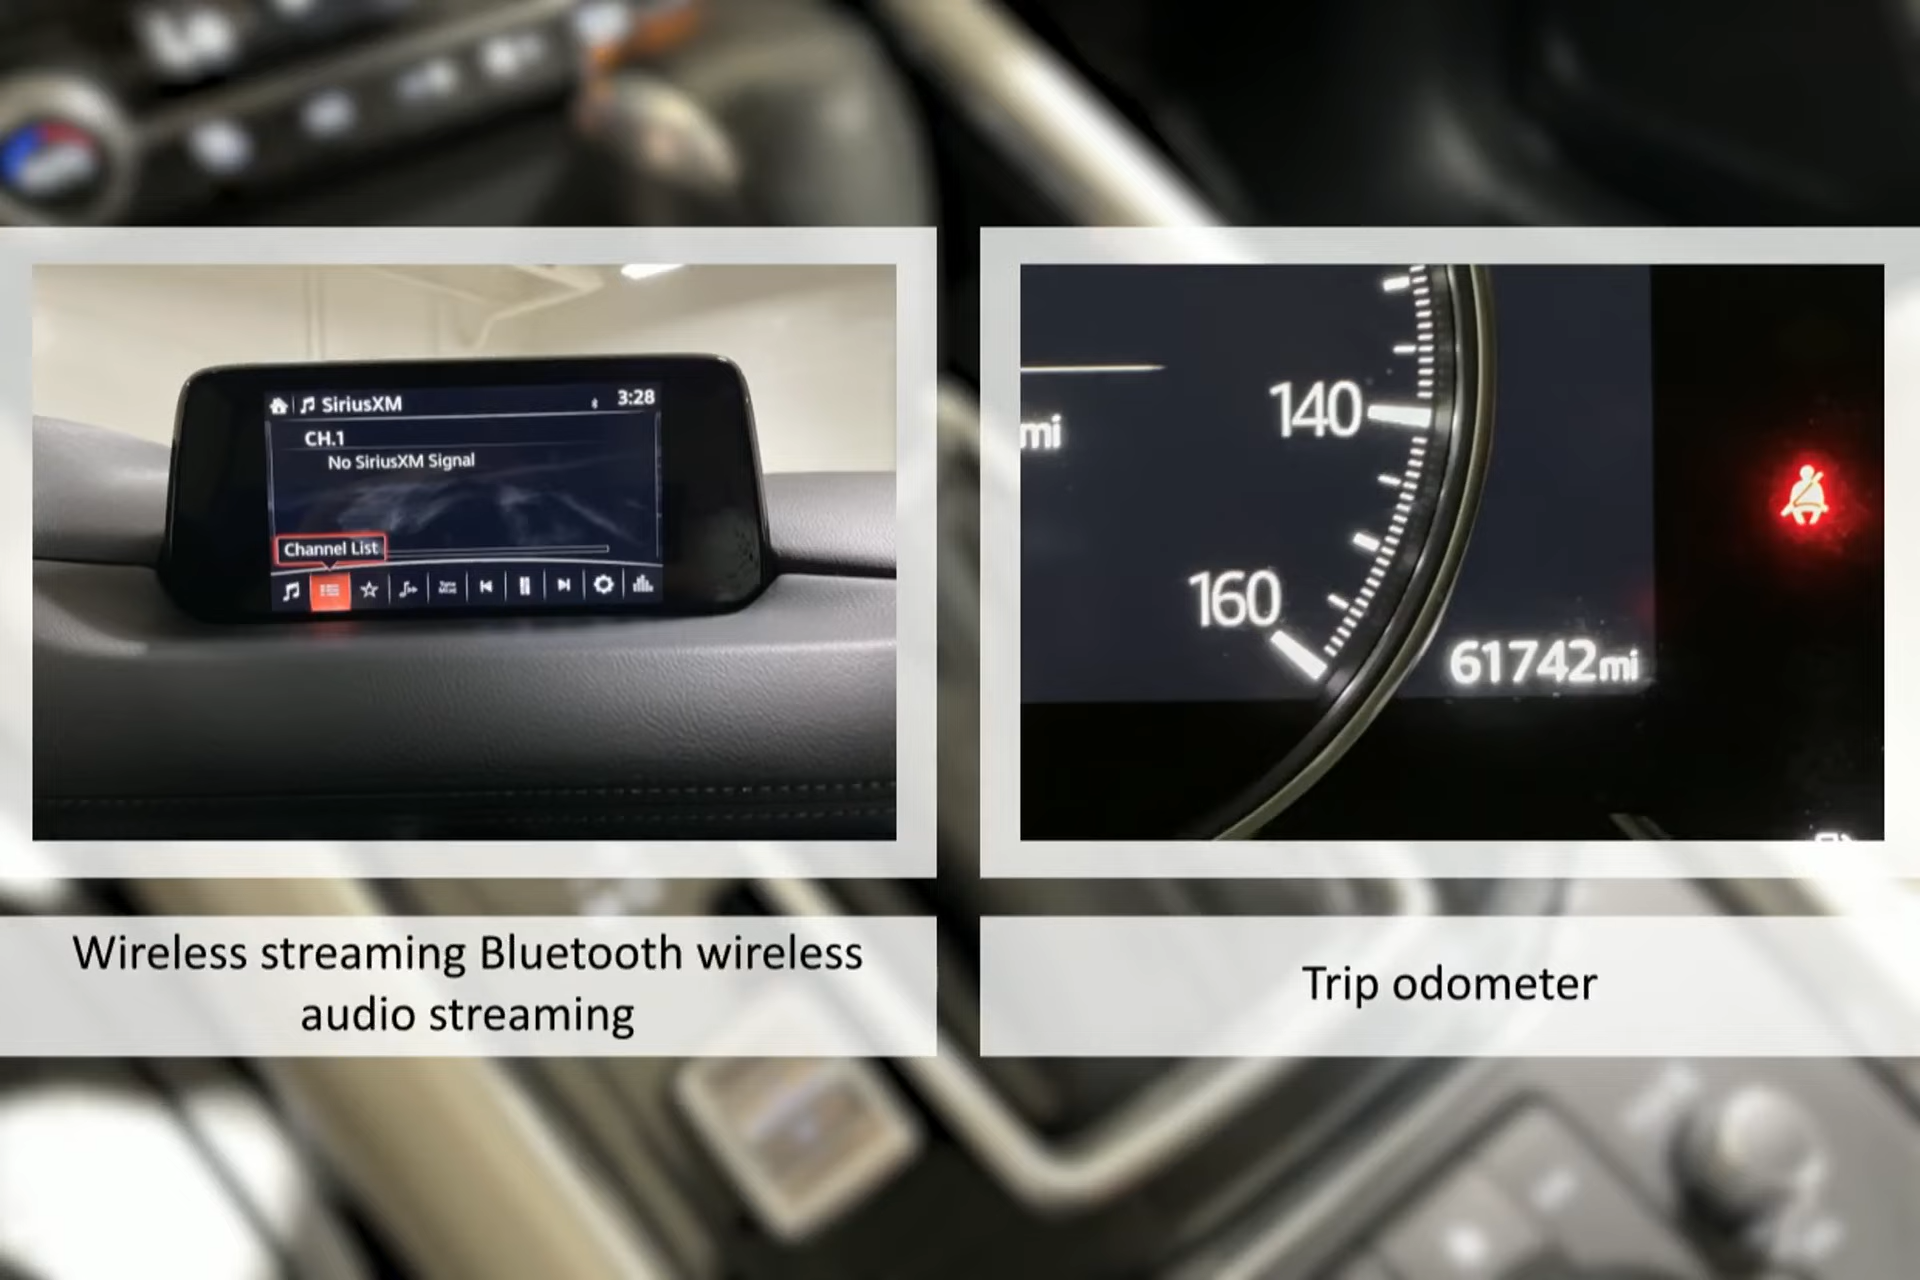 SiriusXM
3:28
CH.1
No SiriusXM Signal
Channel List
mi
140
160
61742mi
Wireless streaming Bluetooth wireless
audio streaming
Trip odometer